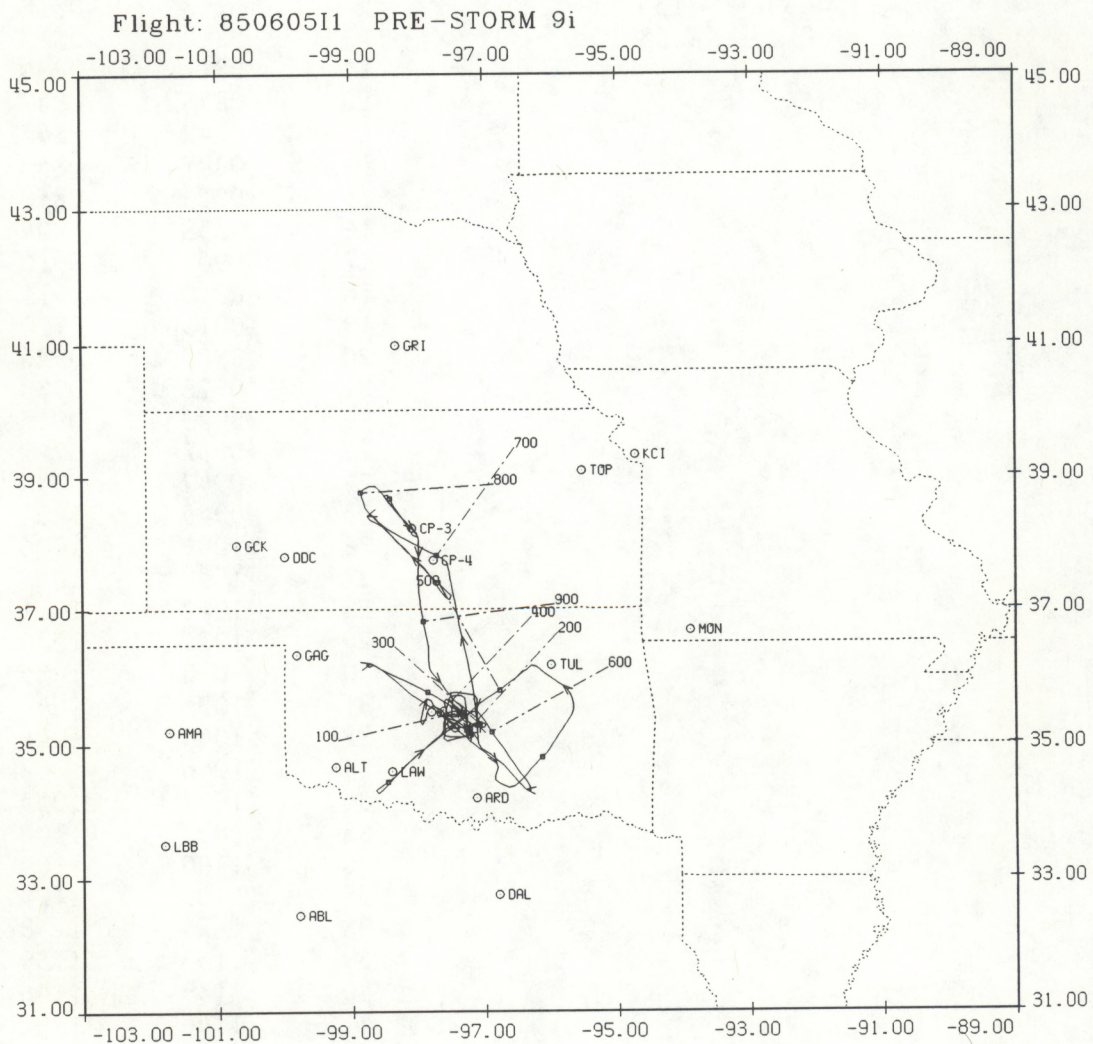 Flight: 850605I1 PRE-STORM 9i
-103.00 -101.00 -99.00 -97.00 -95.00 -93.00 -91.00 -89.00
45.00 45.00
43.00 43.00
41.00 GRI 41.00
700
KCI
39.00 TOP 800 39.00
CP-3
GCK DDC CP-4
500
37.00 900 37.00
400 MON
300 200
GAG TUL 600
35.00 AMA 100 35.00
ALT LAW
ARD
LBB
33.00 DAL 33.00
ABL
31.00 31.00
-103.00 -101.00 -99.00 -97.00 -95.00 -93.00 -91.00 -89.00